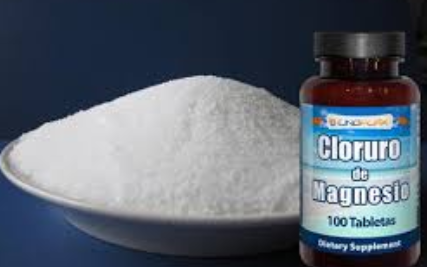 Cloruro
de
Magnesio
100 Tabletas
Dietary Supplement